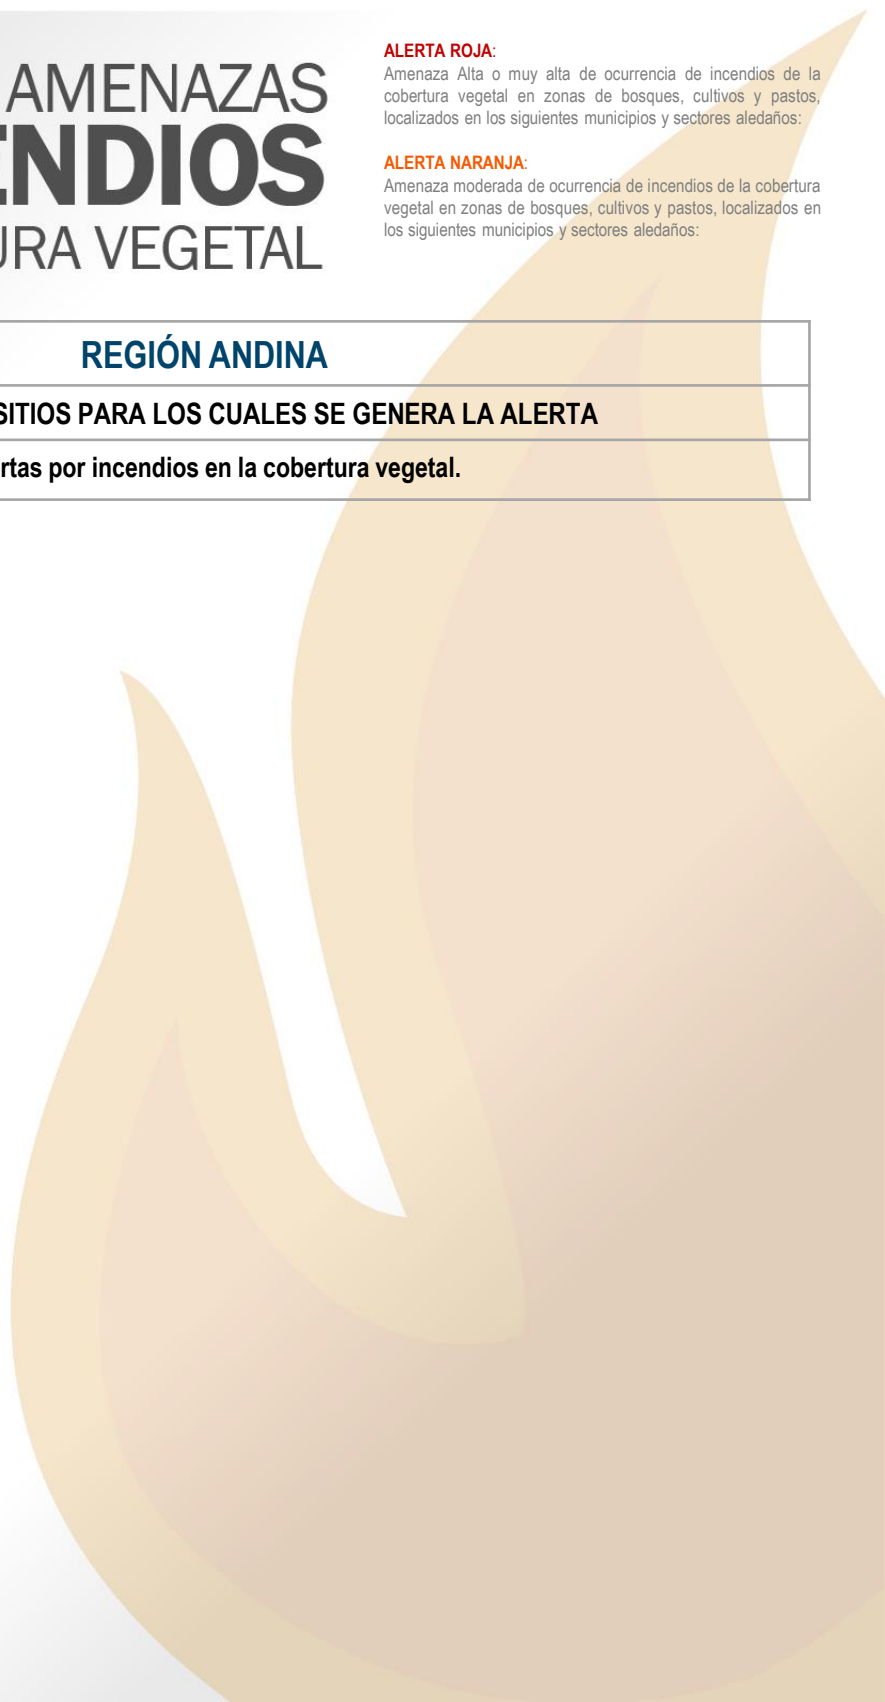 AMENAZAS
ENDIOS
URA VEGETAL
ALERTA ROJA:
Amenaza Alta o muy alta de ocurrencia de incendios de la
cobertura vegetal en zonas de bosques, cultivos y pastos,
localizados en los siguientes municipios y sectores aledaños:
ALERTA NARANJA:
Amenaza moderada de ocurrencia de incendios de la cobertura
vegetal en zonas de bosques, cultivos y pastos, localizados en
los siguientes municipios y sectores aledaños:
REGIÓN ANDINA
SITIOS PARA LOS CUALES SE GENERA LA ALERTA
rtas por incendios en la cobertura vegetal.